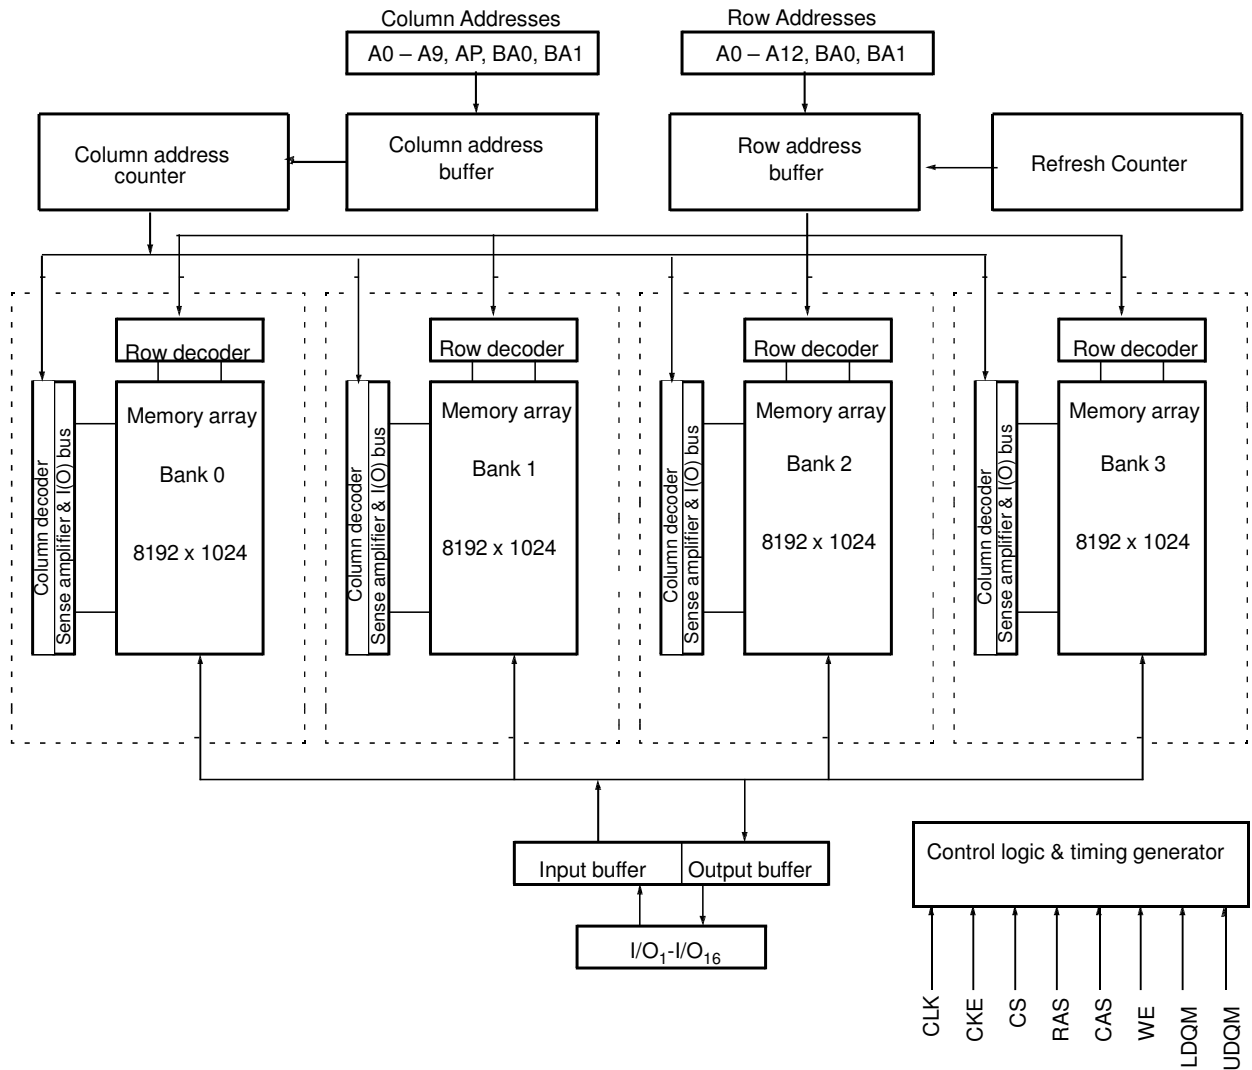 Column Addresses
Row Addresses
A0 – A9, AP, BA0, BA1
A0 – A12, BA0, BA1
Column address
counter
Column address
buffer
Row address
buffer
Refresh Counter
Row decoder
Row decoder
Row decoder
Row decoder
Column decoder
Sense amplifier & I(O) bus
Memory array
Bank 0
8192 x 1024
Column decoder
Sense amplifier & I(O) bus
Memory array
Bank 1
8192 x 1024
Column decoder
Sense amplifier & I(O) bus
Memory array
Bank 2
8192 x 1024
Column decoder
Sense amplifier & I(O) bus
Memory array
Bank 3
8192 x 1024
Input buffer
Output buffer
I/O1-I/O16
Control logic & timing generator
CLK
CKE
CS
RAS
CAS
WE
LDQM
UDQM